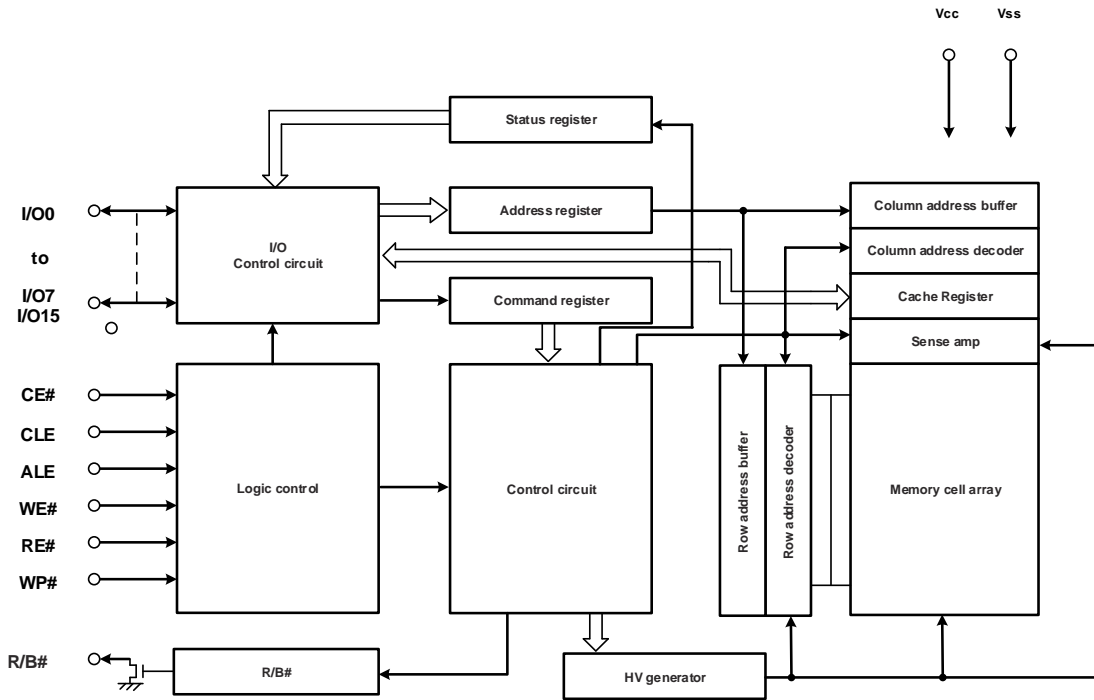 Vcc
Vss
Status register
I/O0
to
I/O7
I/O15
I/O
Control circuit
Address register
Command register
Column address buffer
Column address decoder
Cache Register
Sense amp
CE#
CLE
ALE
WE#
RE#
WP#
Logic control
Control circuit
Row address buffer
Row address decoder
Memory cell array
R/B#
R/B#
HV generator